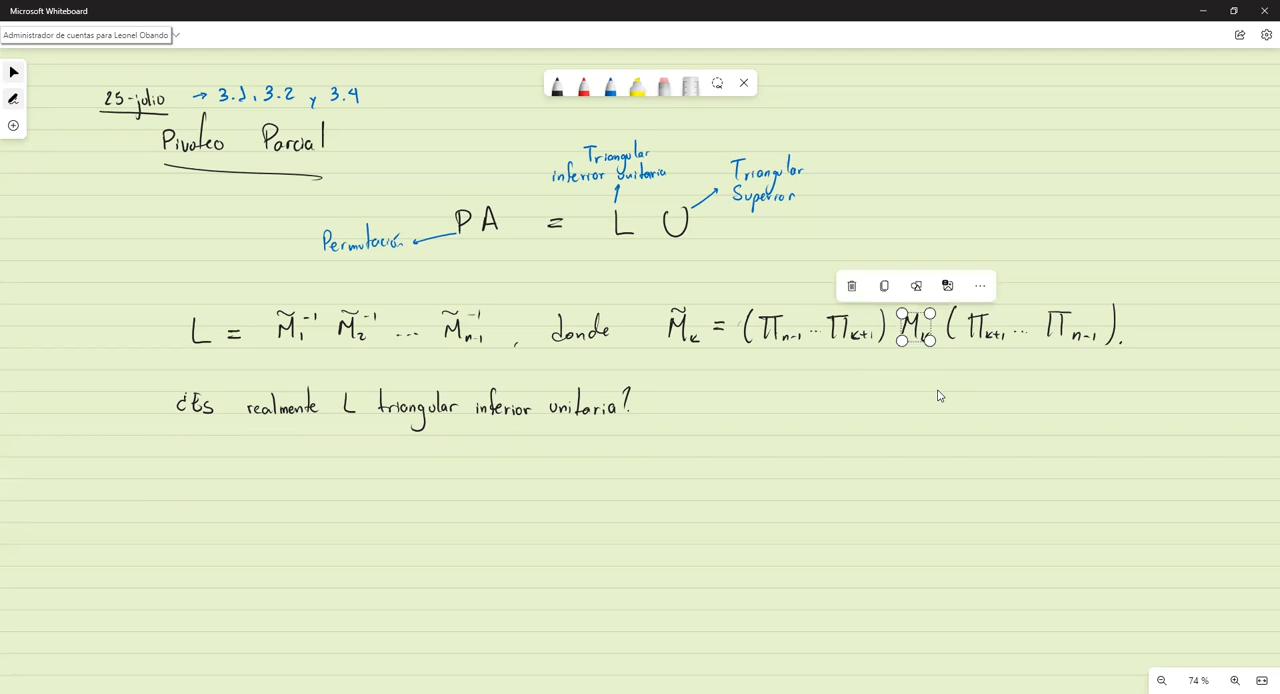 Microsoft Whiteboard
Administrador de cuentas para Leonel Obando
25-julio → 3.1, 3.2 y 3.4
Pivoteo Parcial
Triangular
inferior unitaria
Triangular
Superior
PA = L U
Permutación
L = M̃₁⁻¹ M̃₂⁻¹ ... M̃ₙ₋₁⁻¹, donde M̃ₖ = (Πₙ₋₁ ... Πₖ₊₁) Mₖ (Πₖ₊₁ ... Πₙ₋₁).
¿Es realmente L triangular inferior unitaria?
74 %